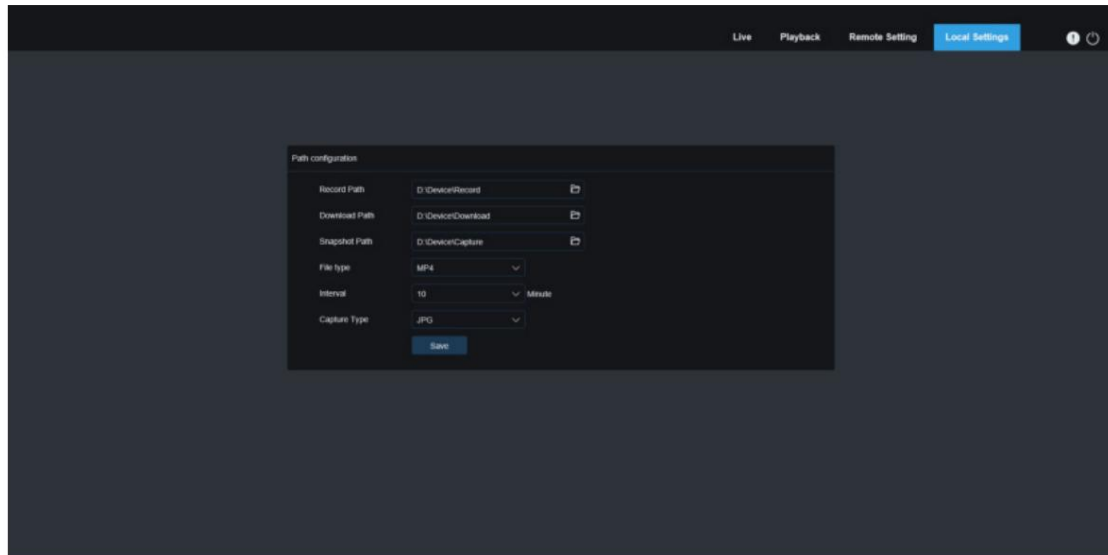 Live Playback Remote Setting Local Settings
Path configuration
Record Path D:\Device\Record
Download Path D:\Device\Download
Snapshot Path D:\Device\Capture
File type MP4
Interval 10 Minute
Capture Type JPG
Save